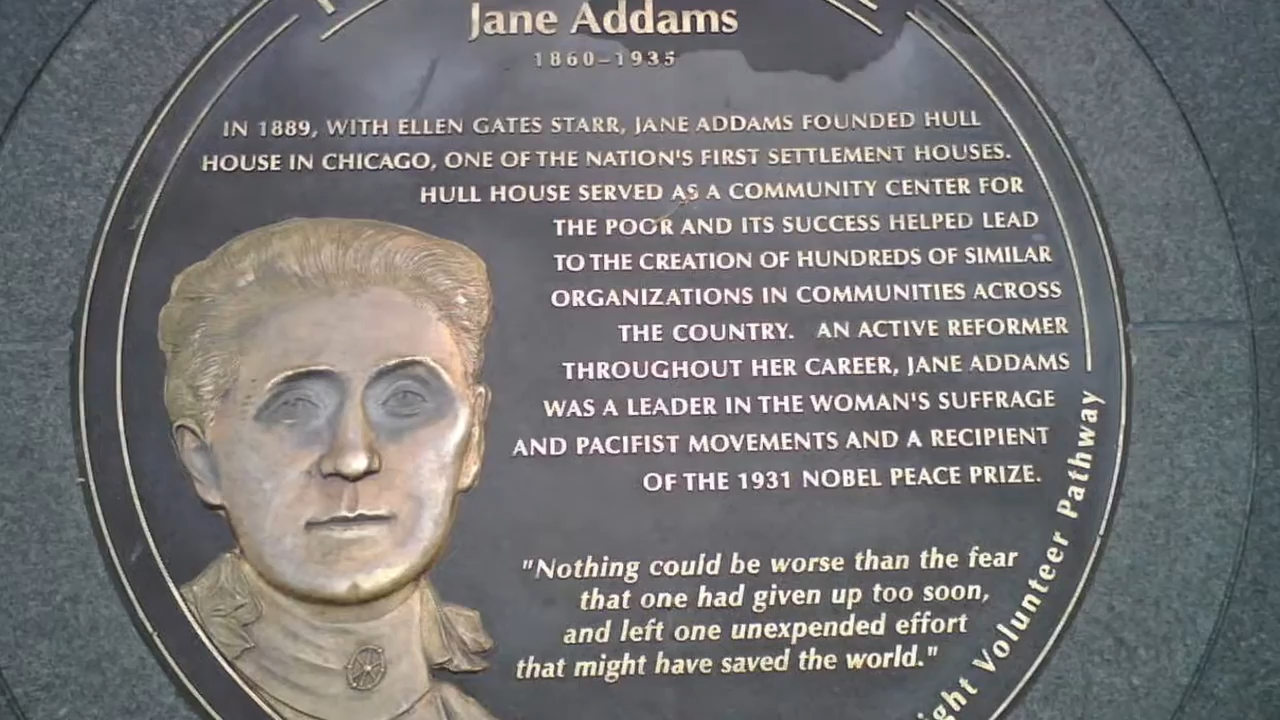 Jane Addams
1860–1935
IN 1889, WITH ELLEN GATES STARR, JANE ADDAMS FOUNDED HULL
HOUSE IN CHICAGO, ONE OF THE NATION'S FIRST SETTLEMENT HOUSES.
HULL HOUSE SERVED AS A COMMUNITY CENTER FOR
THE POOR AND ITS SUCCESS HELPED LEAD
TO THE CREATION OF HUNDREDS OF SIMILAR
ORGANIZATIONS IN COMMUNITIES ACROSS
THE COUNTRY. AN ACTIVE REFORMER
THROUGHOUT HER CAREER, JANE ADDAMS
WAS A LEADER IN THE WOMAN'S SUFFRAGE
AND PACIFIST MOVEMENTS AND A RECIPIENT
OF THE 1931 NOBEL PEACE PRIZE.
"Nothing could be worse than the fear
that one had given up too soon,
and left one unexpended effort
that might have saved the world."
Volunteer Pathway